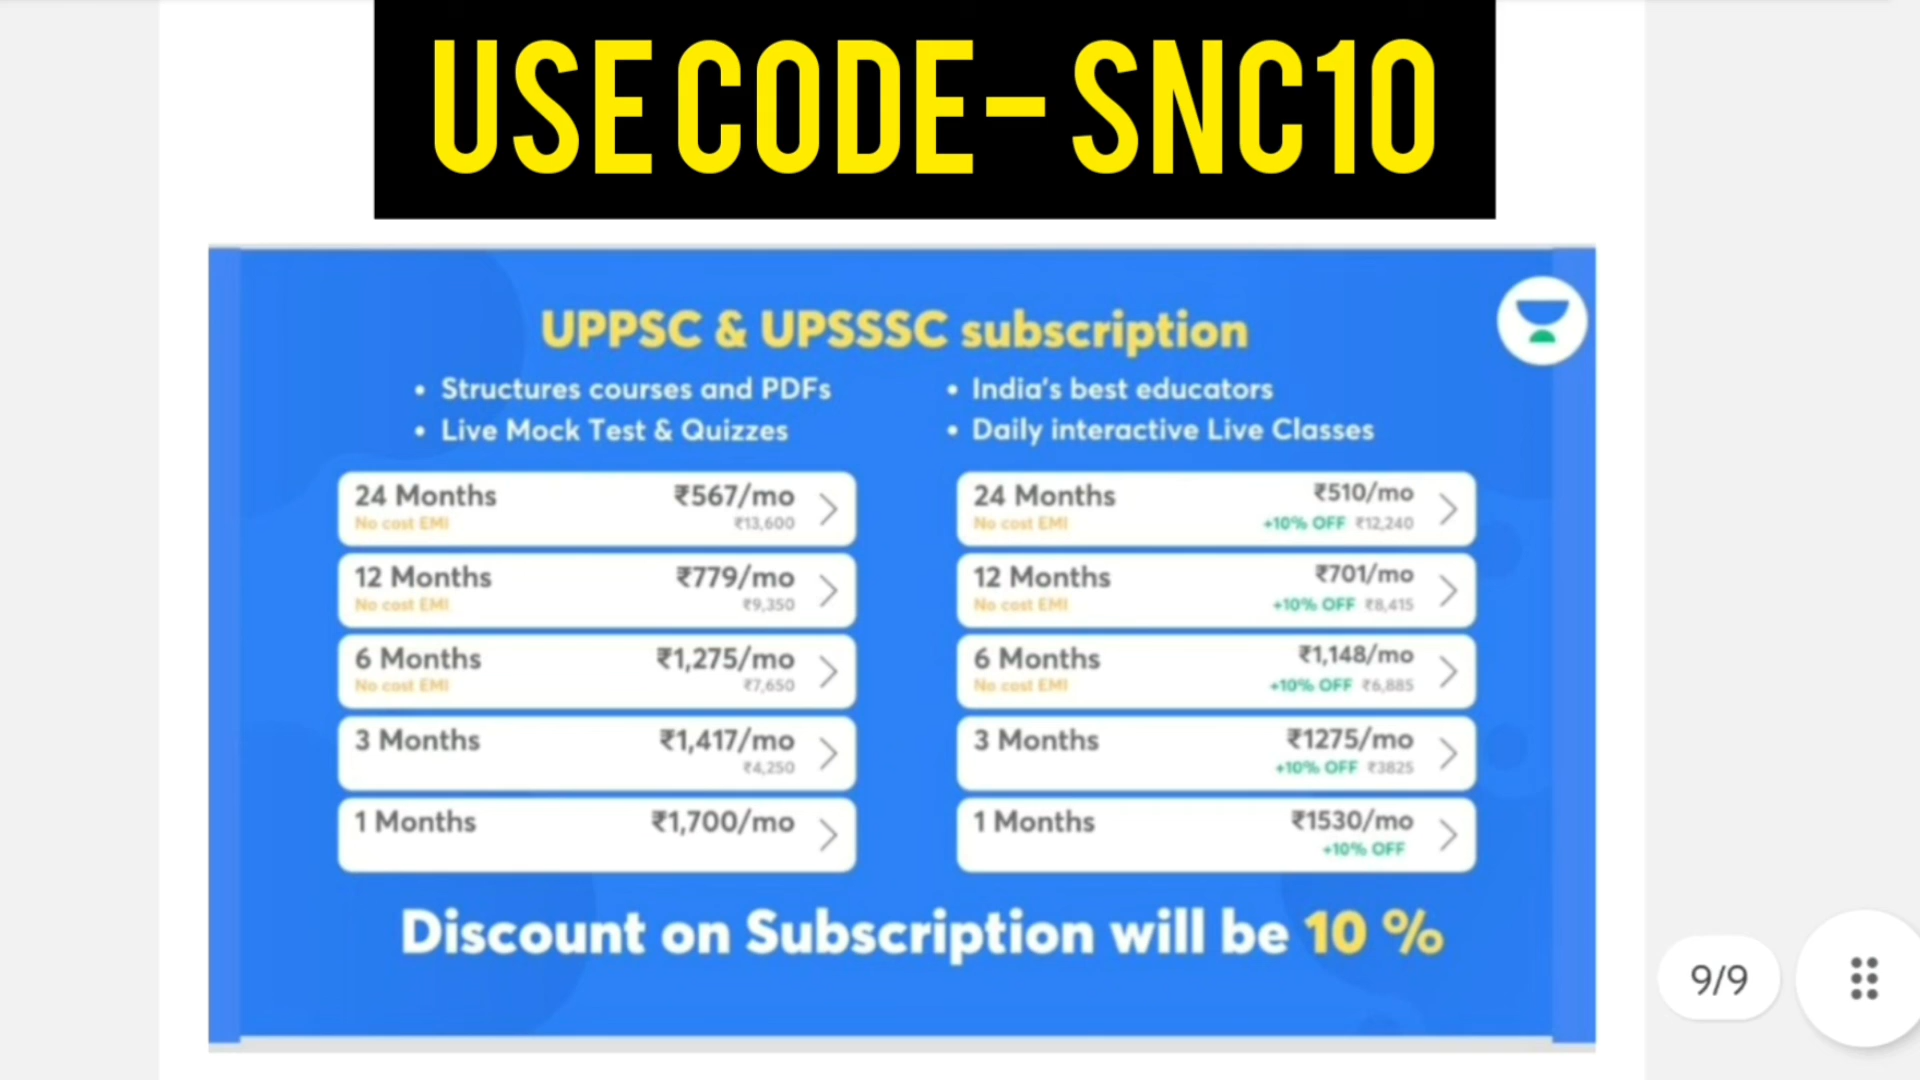 USE CODE- SNC10
UPPSC & UPSSSC subscription
• Structures courses and PDFs
• Live Mock Test & Quizzes
• India's best educators
• Daily interactive Live Classes
24 Months ₹567/mo
No cost EMI ₹13,600
12 Months ₹779/mo
No cost EMI ₹9,350
6 Months ₹1,275/mo
No cost EMI ₹7,650
3 Months ₹1,417/mo
₹4,250
1 Months ₹1,700/mo
24 Months ₹510/mo
No cost EMI +10% OFF ₹12,240
12 Months ₹701/mo
No cost EMI +10% OFF ₹8,415
6 Months ₹1,148/mo
No cost EMI +10% OFF ₹6,885
3 Months ₹1275/mo
+10% OFF ₹3825
1 Months ₹1530/mo
+10% OFF
Discount on Subscription will be 10 %
9/9